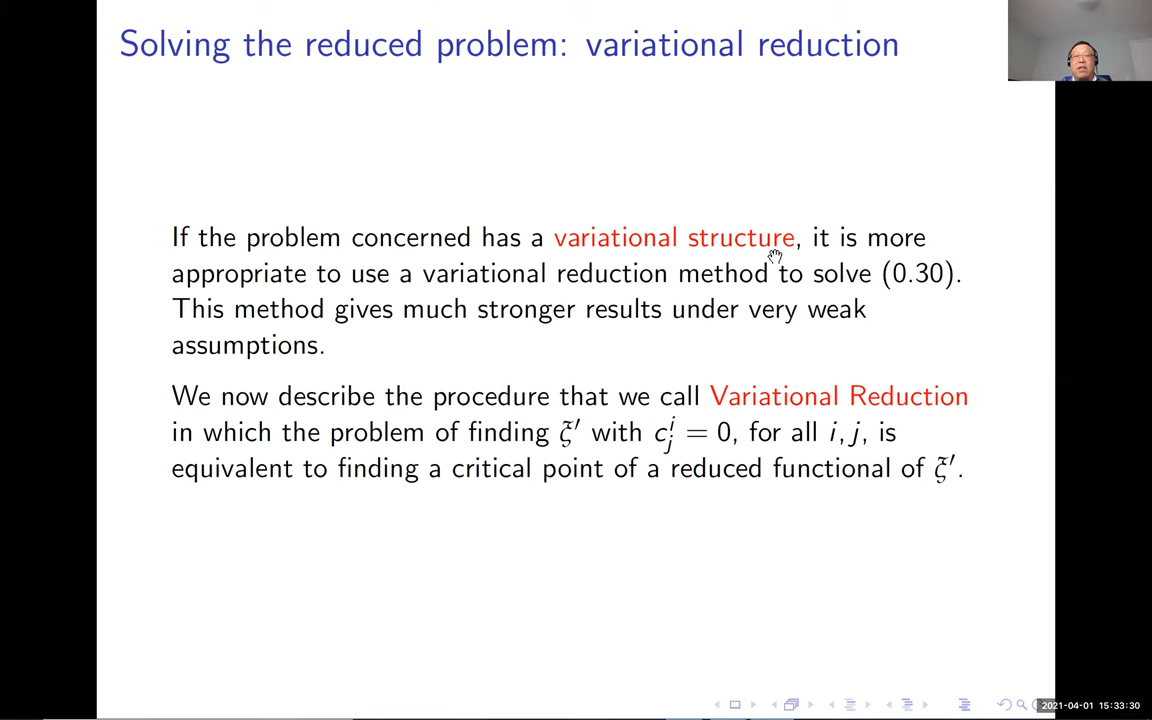 Solving the reduced problem: variational reduction
If the problem concerned has a variational structure, it is more
appropriate to use a variational reduction method to solve (0.30).
This method gives much stronger results under very weak
assumptions.
We now describe the procedure that we call Variational Reduction
in which the problem of finding ξ′ with c_j^i = 0, for all i, j, is
equivalent to finding a critical point of a reduced functional of ξ′.
2021-04-01 15:33:30